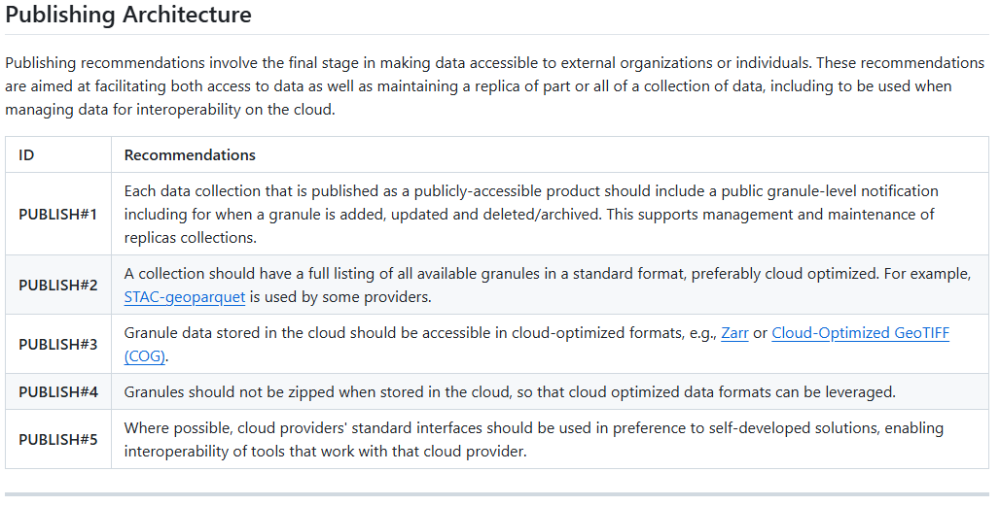 Publishing Architecture
Publishing recommendations involve the final stage in making data accessible to external organizations or individuals. These recommendations
are aimed at facilitating both access to data as well as maintaining a replica of part or all of a collection of data, including to be used when
managing data for interoperability on the cloud.
ID Recommendations
PUBLISH#1
Each data collection that is published as a publicly-accessible product should include a public granule-level notification
including for when a granule is added, updated and deleted/archived. This supports management and maintenance of
replicas collections.
PUBLISH#2
A collection should have a full listing of all available granules in a standard format, preferably cloud optimized. For example,
STAC-geoparquet is used by some providers.
PUBLISH#3
Granule data stored in the cloud should be accessible in cloud-optimized formats, e.g., Zarr or Cloud-Optimized GeoTIFF
(COG).
PUBLISH#4 Granules should not be zipped when stored in the cloud, so that cloud optimized data formats can be leveraged.
PUBLISH#5
Where possible, cloud providers' standard interfaces should be used in preference to self-developed solutions, enabling
interoperability of tools that work with that cloud provider.